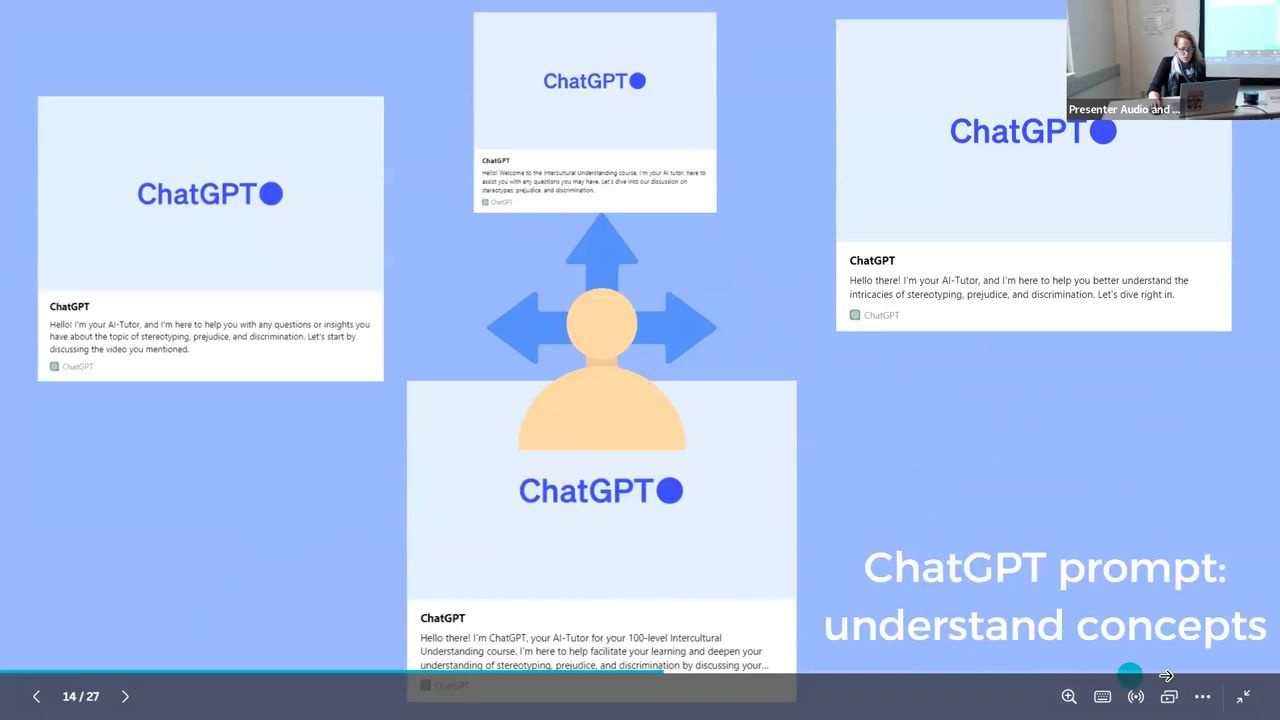 ChatGPT
ChatGPT
Hello! I'm your AI-Tutor, and I'm here to help you with any questions or insights you
have about the topic of stereotyping, prejudice, and discrimination. Let's start by
discussing the video you mentioned.
ChatGPT
ChatGPT
ChatGPT
Hello! Welcome to the Intercultural Understanding course. I'm your AI tutor, here to
assist you with any questions you may have. Let's dive into our discussion on
stereotypes, prejudice, and discrimination.
ChatGPT
ChatGPT
ChatGPT
Hello there! I'm your AI-Tutor, and I'm here to help you better understand the
intricacies of stereotyping, prejudice, and discrimination. Let's dive right in.
ChatGPT
Presenter Audio and ...
ChatGPT
ChatGPT
Hello there! I'm ChatGPT, your AI-Tutor for your 100-level Intercultural
Understanding course. I'm here to facilitate your learning and deepen your
understanding of stereotyping, prejudice, and discrimination by discussing your...
ChatGPT
ChatGPT prompt:
understand concepts
14 / 27